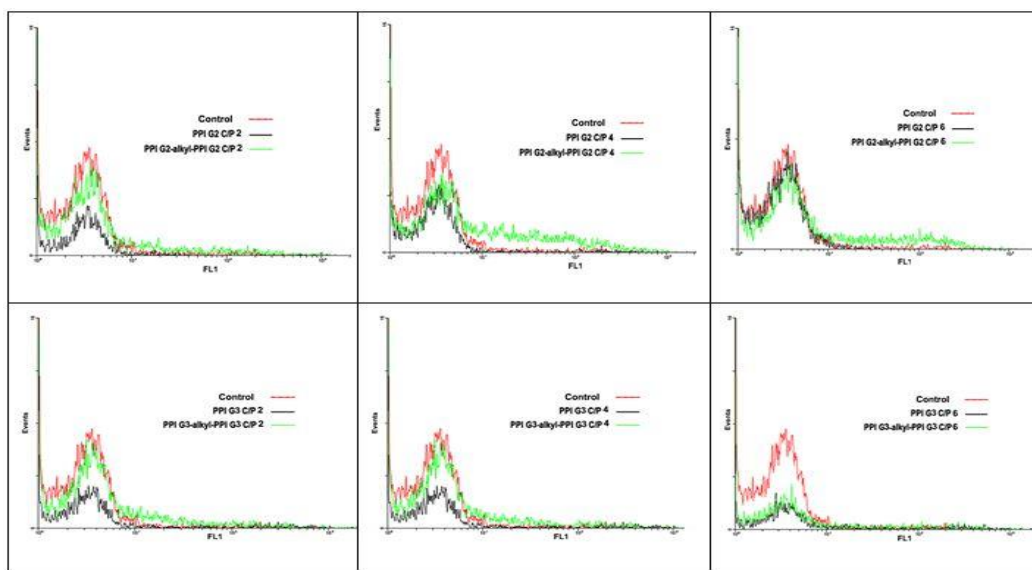 Events
Control
PPI G2 C/P 2
PPI G2-alkyl-PPI G2 C/P 2
FL1
Events
Control
PPI G2 C/P 4
PPI G2-alkyl-PPI G2 C/P 4
FL1
Events
Control
PPI G2 C/P 6
PPI G2-alkyl-PPI G2 C/P 6
FL1
Events
Control
PPI G3 C/P 2
PPI G3-alkyl-PPI G3 C/P 2
FL1
Events
Control
PPI G3 C/P 4
PPI G3-alkyl-PPI G3 C/P 4
FL1
Events
Control
PPI G3 C/P 6
PPI G3-alkyl-PPI G3 C/P 6
FL1